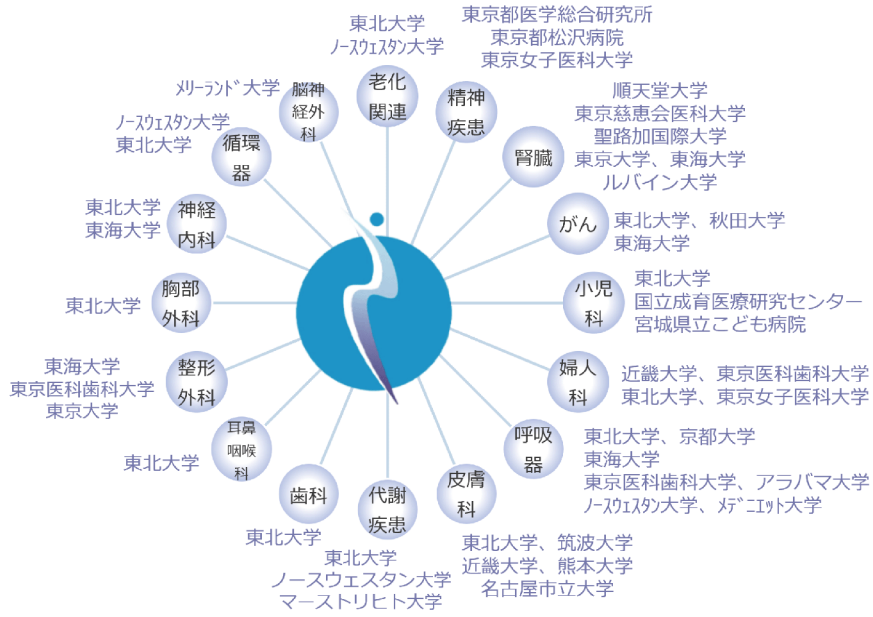 東北大学
ﾉｰｽｳｪｽﾀﾝ大学
老化
関連
東京都医学総合研究所
東京都松沢病院
東京女子医科大学
精神
疾患
順天堂大学
東京慈恵会医科大学
聖路加国際大学
東京大学、東海大学
ルバイン大学
腎臓
がん
東北大学、秋田大学
東海大学
小児
科
東北大学
国立成育医療研究センター
宮城県立こども病院
婦人
科
近畿大学、東京医科歯科大学
東北大学、東京女子医科大学
呼吸
器
東北大学、京都大学
東海大学
東京医科歯科大学、アラバマ大学
ﾉｰｽｳｪｽﾀﾝ大学、ﾒﾃﾞﾆｴｯﾄ大学
皮膚
科
東北大学、筑波大学
近畿大学、熊本大学
名古屋市立大学
代謝
疾患
東北大学
ノースウェスタン大学
マーストリヒト大学
歯科
東北大学
耳鼻
咽喉
科
東北大学
整形
外科
東海大学
東京医科歯科大学
東京大学
胸部
外科
東北大学
神経
内科
東北大学
東海大学
循環
器
ﾉｰｽｳｪｽﾀﾝ大学
東北大学
脳神
経外
科
ﾒﾘｰﾗﾝﾄﾞ大学